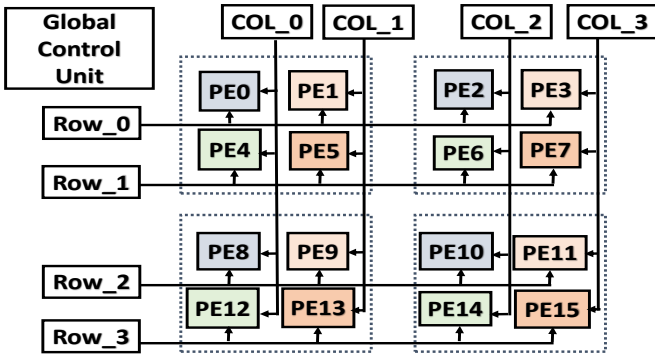 Global
Control
Unit
COL_0 COL_1 COL_2 COL_3
PE0 PE1 PE2 PE3
Row_0
PE4 PE5 PE6 PE7
Row_1
PE8 PE9 PE10 PE11
Row_2
PE12 PE13 PE14 PE15
Row_3